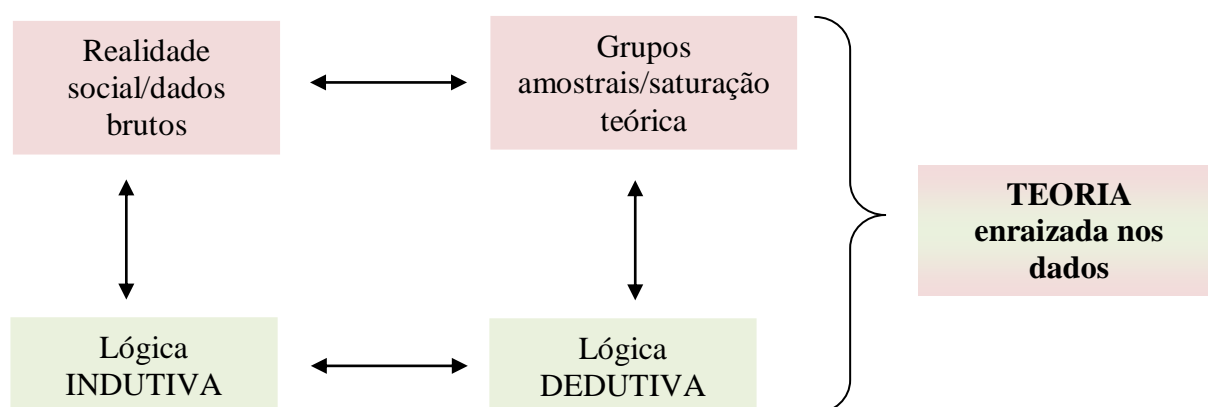 Realidade
social/dados
brutos
Grupos
amostrais/saturação
teórica
TEORIA
enraizada nos
dados
Lógica
INDUTIVA
Lógica
DEDUTIVA